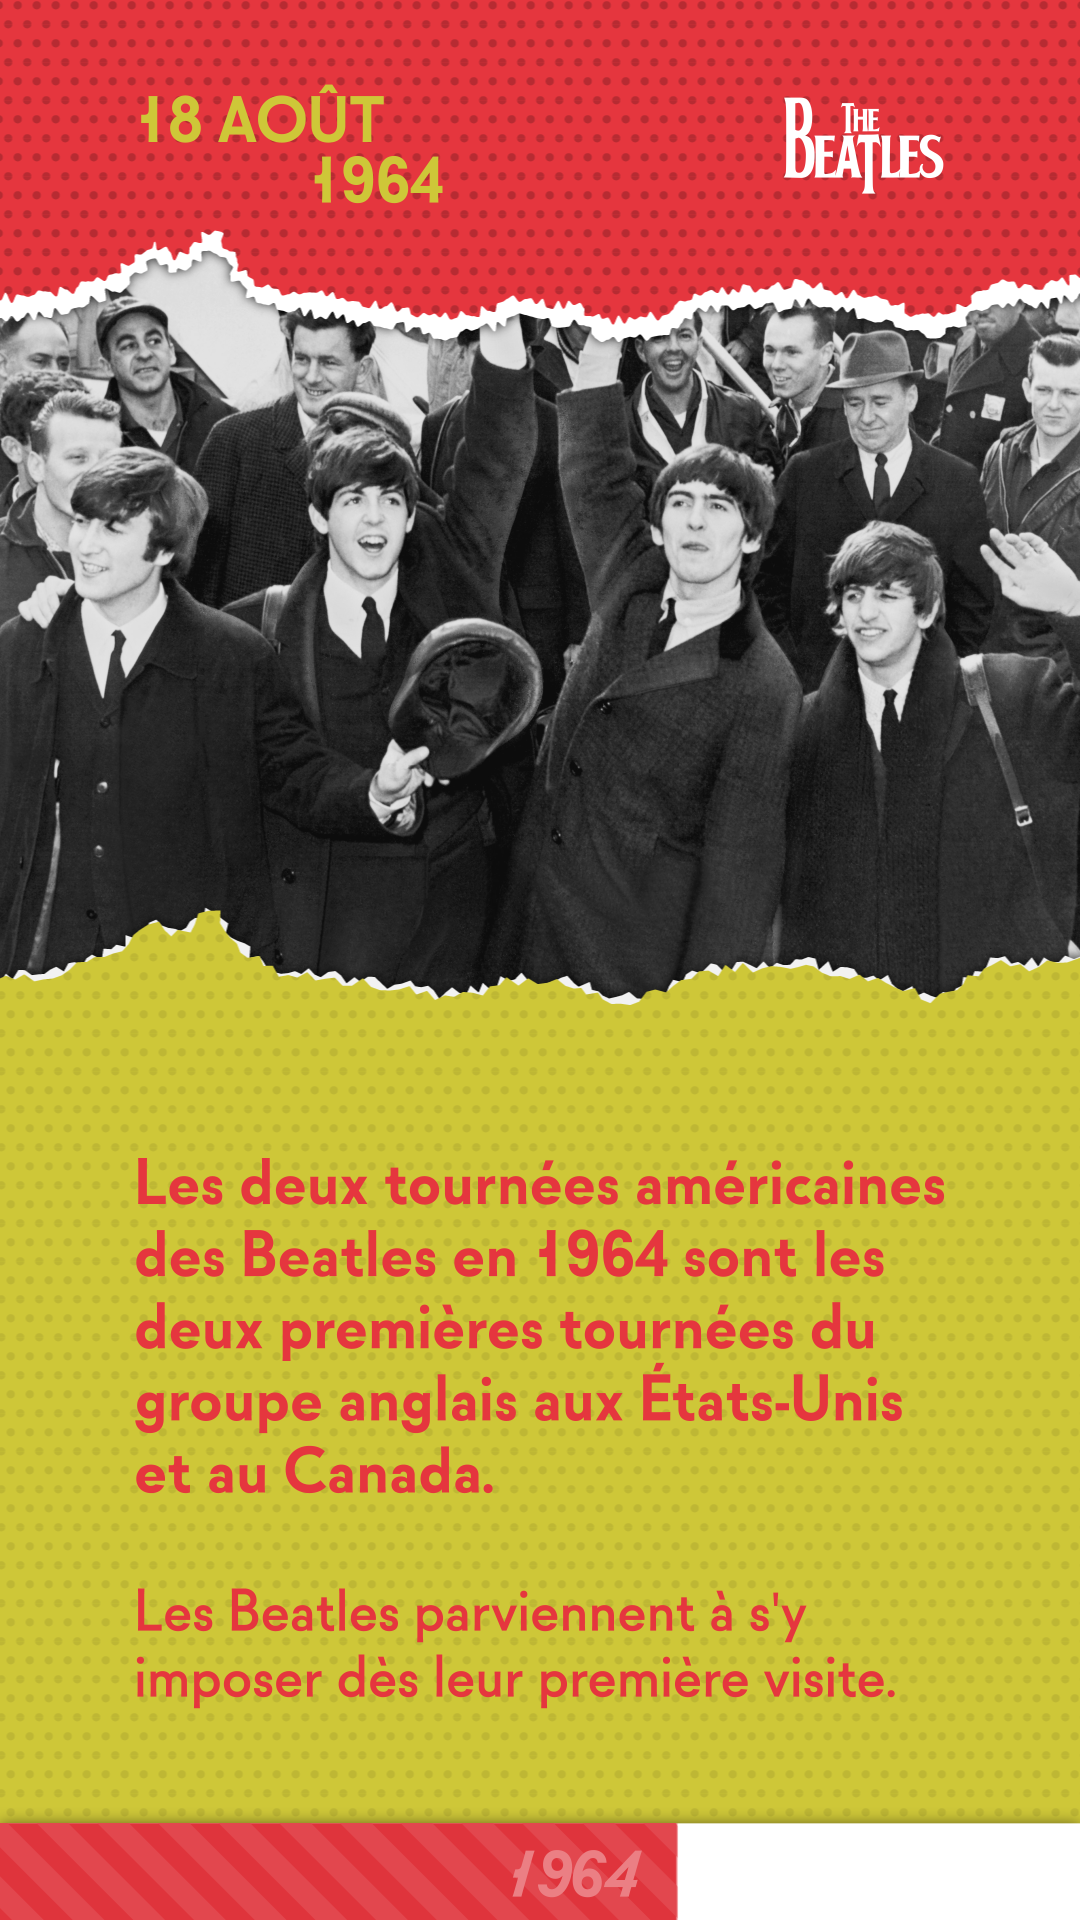 18 AOÛT
1964
THE
BEATLES
Les deux tournées américaines
des Beatles en 1964 sont les
deux premières tournées du
groupe anglais aux États-Unis
et au Canada.
Les Beatles parviennent à s'y
imposer dès leur première visite.
1964